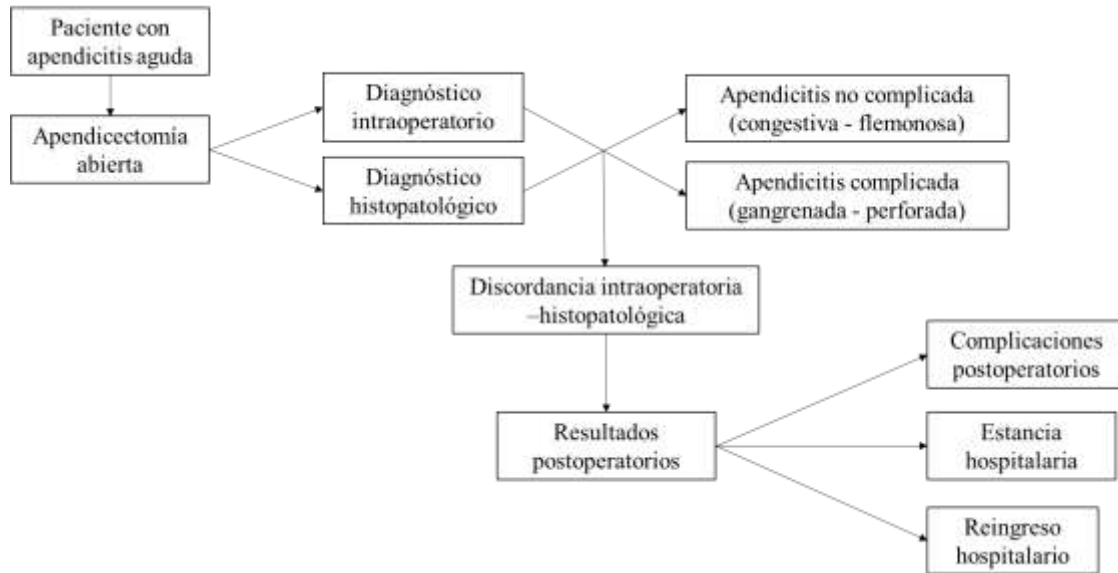 Paciente con
apendicitis aguda
Apendicectomía
abierta
Diagnóstico
intraoperatorio
Diagnóstico
histopatológico
Apendicitis no complicada
(congestiva - flemonosa)
Apendicitis complicada
(gangrenada - perforada)
Discordancia intraoperatoria
–histopatológica
Resultados
postoperatorios
Complicaciones
postoperatorios
Estancia
hospitalaria
Reingreso
hospitalario